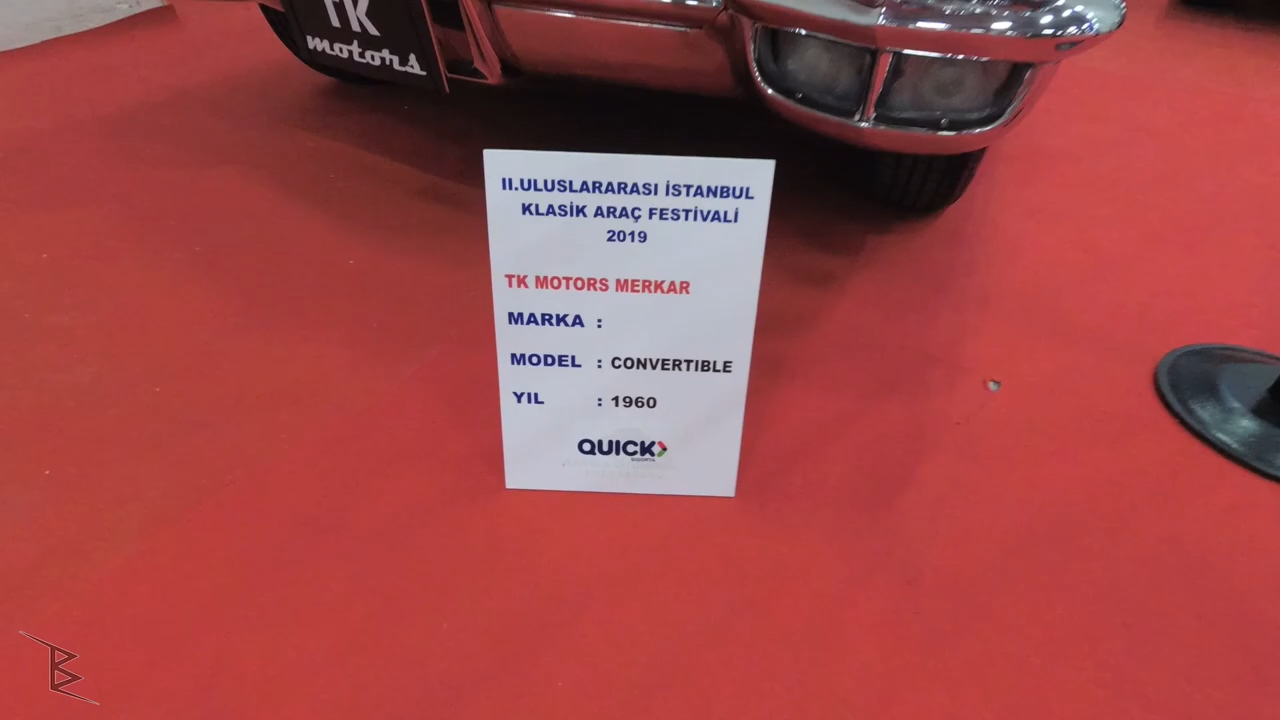 TK
motors
II.ULUSLARARASI İSTANBUL
KLASİK ARAÇ FESTİVALİ
2019
TK MOTORS MERKAR
MARKA :
MODEL : CONVERTIBLE
YIL : 1960
QUICK
SIGORTA